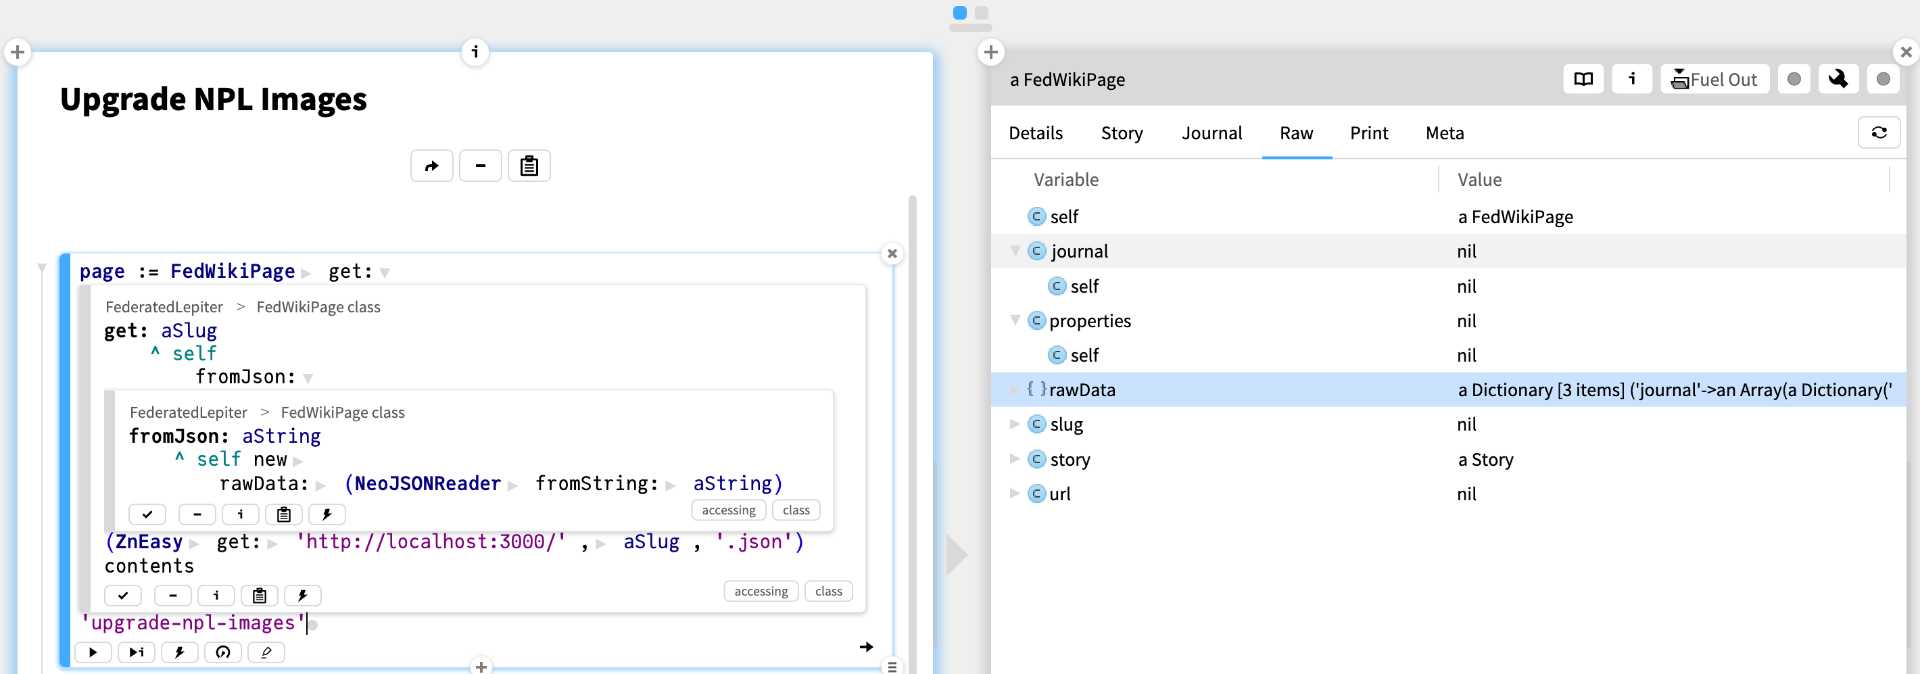 Upgrade NPL Images
page := FedWikiPage get:
FederatedLepiter > FedWikiPage class
get: aSlug
^ self
fromJson:
FederatedLepiter > FedWikiPage class
fromJson: aString
^ self new
rawData: (NeoJSONReader fromString: aString)
accessing class
(ZnEasy get: 'http://localhost:3000/' , aSlug , '.json')
contents
accessing class
'upgrade-npl-images'
a FedWikiPage
Fuel Out
Details Story Journal Raw Print Meta
Variable Value
self a FedWikiPage
journal nil
self nil
properties nil
self nil
{ } rawData a Dictionary [3 items] ('journal'->an Array(a Dictionary('
slug nil
story a Story
url nil